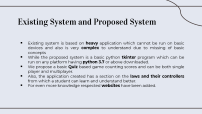 Existing System and Proposed System
• Existing system is based on heavy application which cannot be run on basic
devices and also is very complex to understand due to missing of basic
concepts.
• While the proposed system is a basic python tkinter program which can be
run on any platform having python 3.7 or above downloaded.
• We propose a basic Quiz based game counting scores and can be both single
player and multiplayer.
• Also, the application created has a section on the laws and their controllers
from which a student can learn and understand better.
• For even more knowledge respective websites have been added.